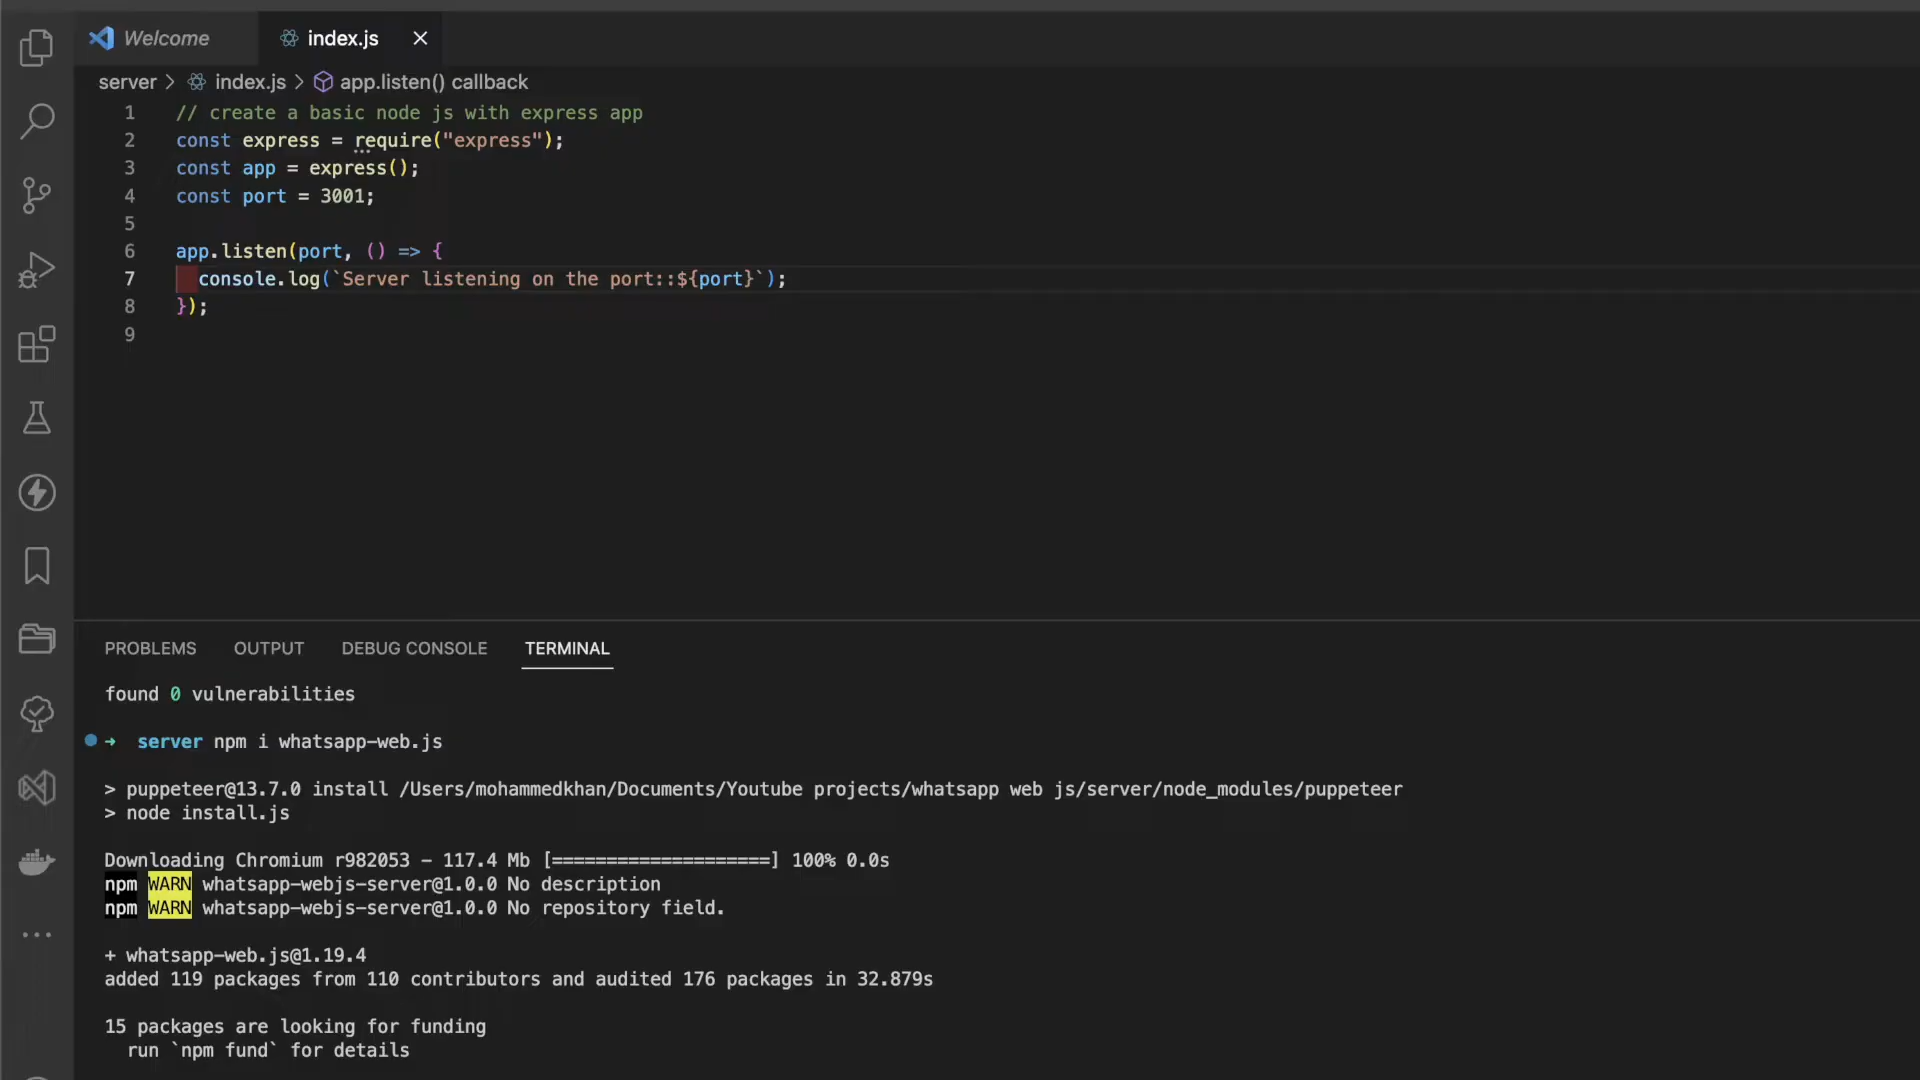 Welcome
index.js
server > index.js > app.listen() callback
1 // create a basic node js with express app
2 const express = require("express");
3 const app = express();
4 const port = 3001;
5
6 app.listen(port, () => {
7   console.log(`Server listening on the port::${port}`);
8 });
9
PROBLEMS OUTPUT DEBUG CONSOLE TERMINAL
found 0 vulnerabilities
➜ server npm i whatsapp-web.js
> puppeteer@13.7.0 install /Users/mohammedkhan/Documents/Youtube projects/whatsapp web js/server/node_modules/puppeteer
> node install.js
Downloading Chromium r982053 - 117.4 Mb [====================] 100% 0.0s
npm WARN whatsapp-webjs-server@1.0.0 No description
npm WARN whatsapp-webjs-server@1.0.0 No repository field.
+ whatsapp-web.js@1.19.4
added 119 packages from 110 contributors and audited 176 packages in 32.879s
15 packages are looking for funding
  run `npm fund` for details